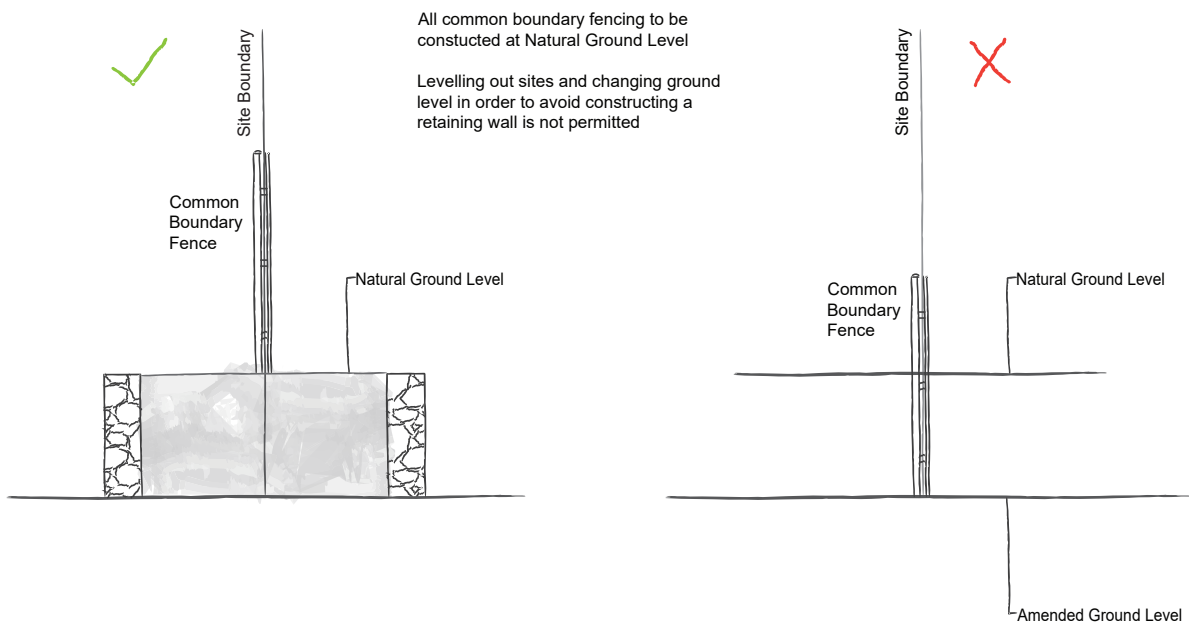 All common boundary fencing to be
constucted at Natural Ground Level
Levelling out sites and changing ground
level in order to avoid constructing a
retaining wall is not permitted
Site Boundary
Common
Boundary
Fence
Natural Ground Level
Site Boundary
Common
Boundary
Fence
Natural Ground Level
Amended Ground Level